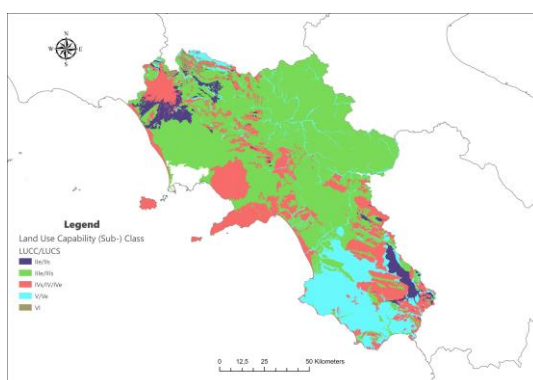 N
W E
S
Legend
Land Use Capability (Sub-) Class
LUCC/LUCS
IIe/IIs
IIIe/IIIs
IVs/IV/IVe
V/Ve
VI
0 12.5 25 50 Kilometers